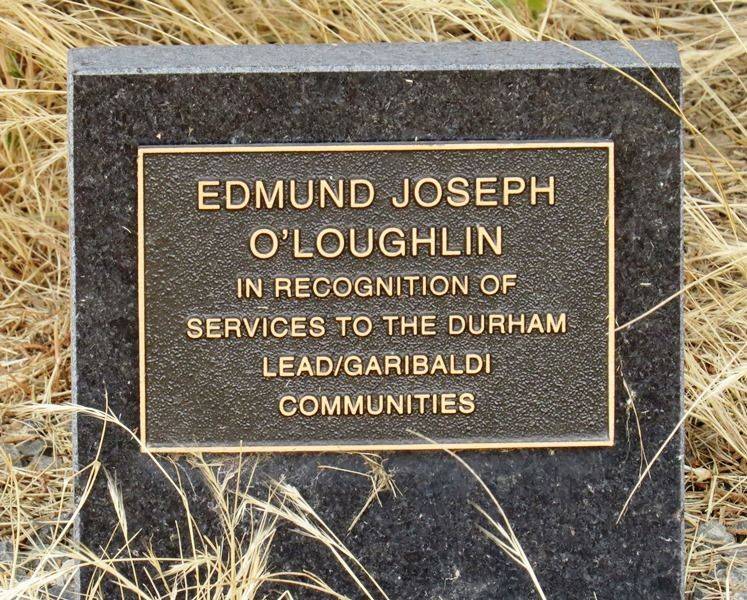 EDMUND JOSEPH
O'LOUGHLIN
IN RECOGNITION OF
SERVICES TO THE DURHAM
LEAD/GARIBALDI
COMMUNITIES